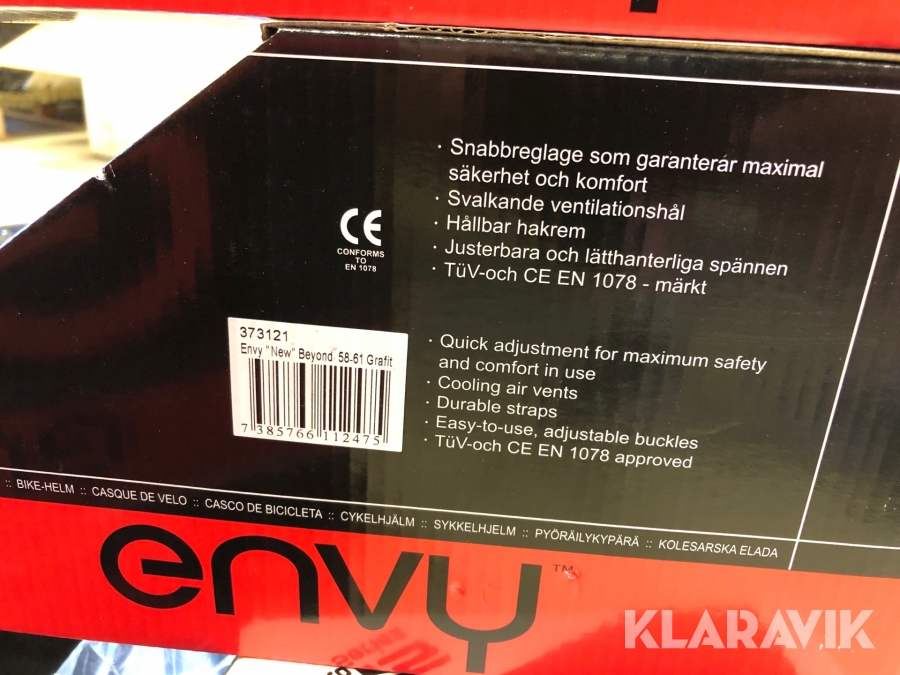 · Snabbreglage som garanterar maximal
säkerhet och komfort
· Svalkande ventilationshål
· Hållbar hakrem
· Justerbara och lätthanterliga spännen
· TüV-och CE EN 1078 - märkt
CE
CONFORMS
TO
EN 1078
373121
Envy "New" Beyond 58-61 Grafit
7 385766 112475
· Quick adjustment for maximum safety
and comfort in use
· Cooling air vents
· Durable straps
· Easy-to-use, adjustable buckles
· TüV-och CE EN 1078 approved
:: BIKE-HELM :: CASQUE DE VELO :: CASCO DE BICICLETA :: CYKELHJÄLM :: SYKKELHJELM :: PYÖRÄILYKYPÄRÄ :: KOLESARSKA ELADA
envy™
KLARAVIK